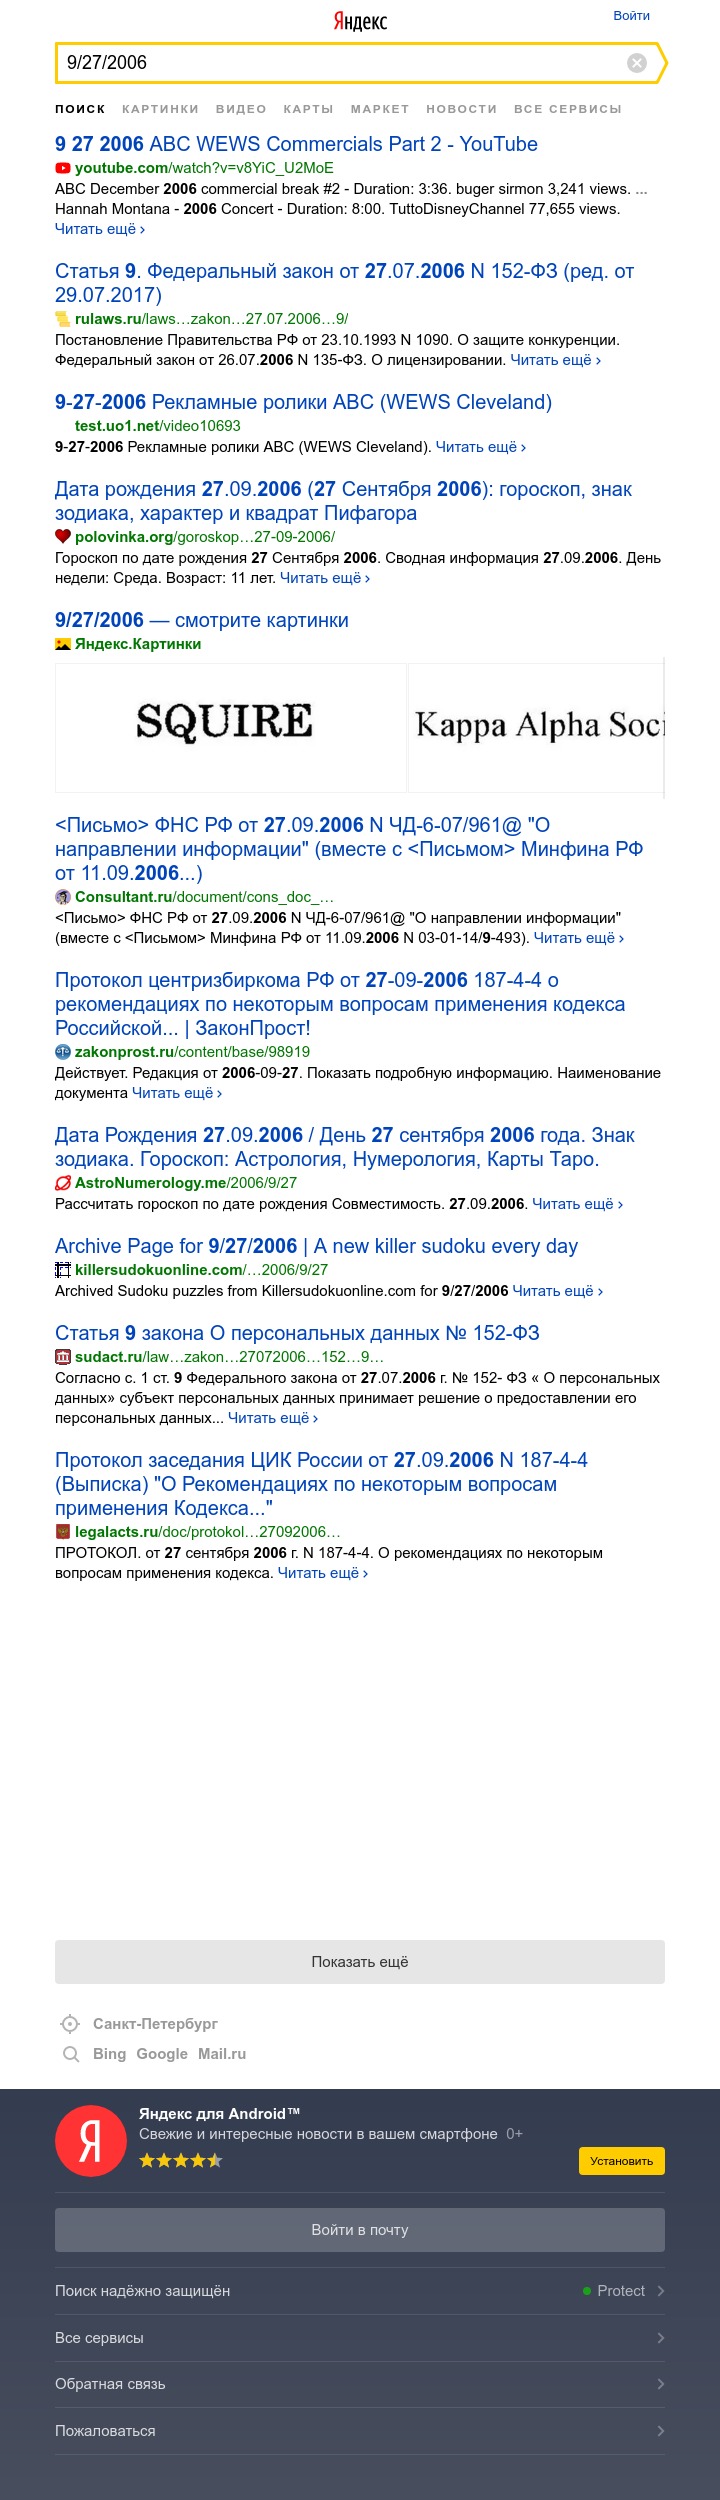 Яндекс
Войти
9/27/2006
ПОИСК КАРТИНКИ ВИДЕО КАРТЫ МАРКЕТ НОВОСТИ ВСЕ СЕРВИСЫ
9 27 2006 ABC WEWS Commercials Part 2 - YouTube
youtube.com/watch?v=v8YiC_U2MoE
ABC December 2006 commercial break #2 - Duration: 3:36. buger sirmon 3,241 views. ...
Hannah Montana - 2006 Concert - Duration: 8:00. TuttoDisneyChannel 77,655 views.
Читать ещё ›
Статья 9. Федеральный закон от 27.07.2006 N 152-ФЗ (ред. от
29.07.2017)
rulaws.ru/laws…zakon…27.07.2006…9/
Постановление Правительства РФ от 23.10.1993 N 1090. О защите конкуренции.
Федеральный закон от 26.07.2006 N 135-ФЗ. О лицензировании. Читать ещё ›
9-27-2006 Рекламные ролики ABC (WEWS Cleveland)
test.uo1.net/video10693
9-27-2006 Рекламные ролики ABC (WEWS Cleveland). Читать ещё ›
Дата рождения 27.09.2006 (27 Сентября 2006): гороскоп, знак
зодиака, характер и квадрат Пифагора
polovinka.org/goroskop…27-09-2006/
Гороскоп по дате рождения 27 Сентября 2006. Сводная информация 27.09.2006. День
недели: Среда. Возраст: 11 лет. Читать ещё ›
9/27/2006 — смотрите картинки
Яндекс.Картинки
SQUIRE
Kappa Alpha Soci
<Письмо> ФНС РФ от 27.09.2006 N ЧД-6-07/961@ "О
направлении информации" (вместе с <Письмом> Минфина РФ
от 11.09.2006...)
Consultant.ru/document/cons_doc_…
<Письмо> ФНС РФ от 27.09.2006 N ЧД-6-07/961@ "О направлении информации"
(вместе с <Письмом> Минфина РФ от 11.09.2006 N 03-01-14/9-493). Читать ещё ›
Протокол центризбиркома РФ от 27-09-2006 187-4-4 о
рекомендациях по некоторым вопросам применения кодекса
Российской... | ЗаконПрост!
zakonprost.ru/content/base/98919
Действует. Редакция от 2006-09-27. Показать подробную информацию. Наименование
документа Читать ещё ›
Дата Рождения 27.09.2006 / День 27 сентября 2006 года. Знак
зодиака. Гороскоп: Астрология, Нумерология, Карты Таро.
AstroNumerology.me/2006/9/27
Рассчитать гороскоп по дате рождения Совместимость. 27.09.2006. Читать ещё ›
Archive Page for 9/27/2006 | A new killer sudoku every day
killersudokuonline.com/…2006/9/27
Archived Sudoku puzzles from Killersudokuonline.com for 9/27/2006 Читать ещё ›
Статья 9 закона О персональных данных № 152-ФЗ
sudact.ru/law…zakon…27072006…152…9…
Согласно с. 1 ст. 9 Федерального закона от 27.07.2006 г. № 152- ФЗ « О персональных
данных» субъект персональных данных принимает решение о предоставлении его
персональных данных... Читать ещё ›
Протокол заседания ЦИК России от 27.09.2006 N 187-4-4
(Выписка) "О Рекомендациях по некоторым вопросам
применения Кодекса..."
legalacts.ru/doc/protokol…27092006…
ПРОТОКОЛ. от 27 сентября 2006 г. N 187-4-4. О рекомендациях по некоторым
вопросам применения кодекса. Читать ещё ›
Показать ещё
Санкт-Петербург
Bing Google Mail.ru
Я
Яндекс для Android™
Свежие и интересные новости в вашем смартфоне 0+
Установить
Войти в почту
Поиск надёжно защищён Protect
Все сервисы
Обратная связь
Пожаловаться